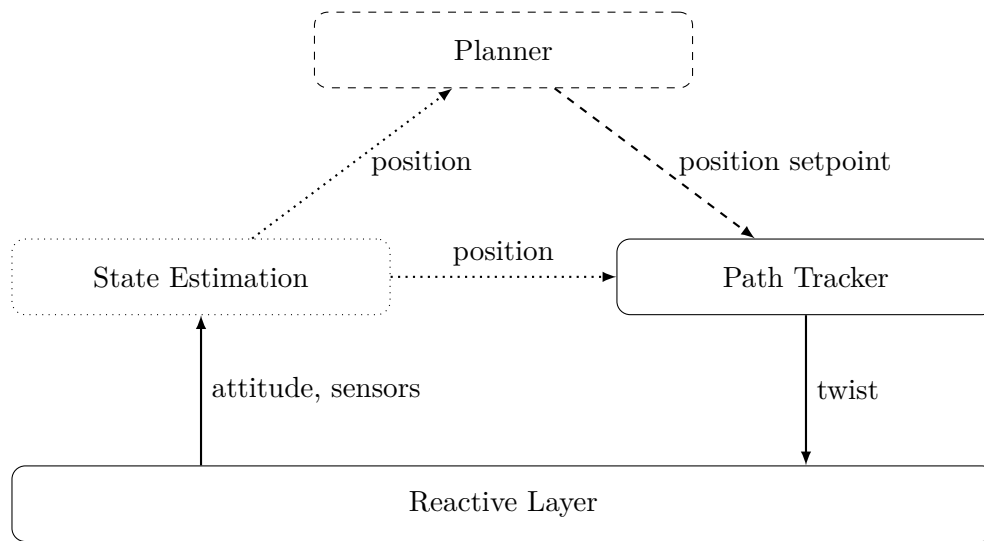 Planner
position
position setpoint
State Estimation
position
Path Tracker
attitude, sensors
twist
Reactive Layer